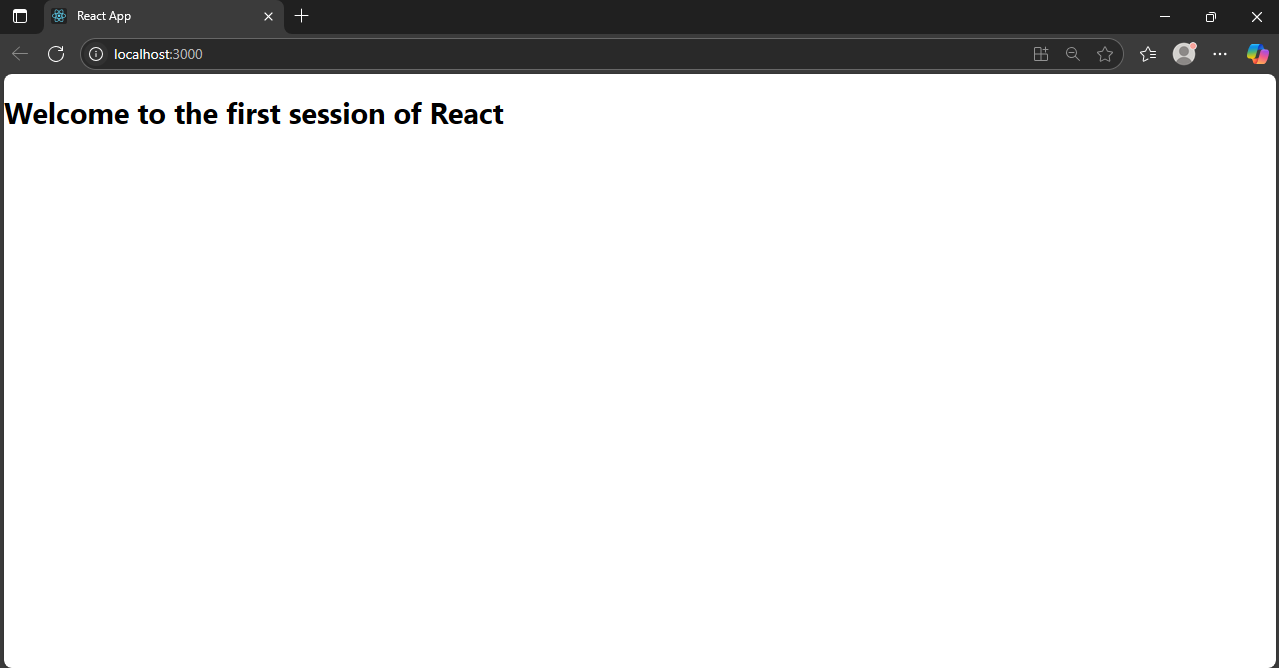 React App
localhost:3000
Welcome to the first session of React